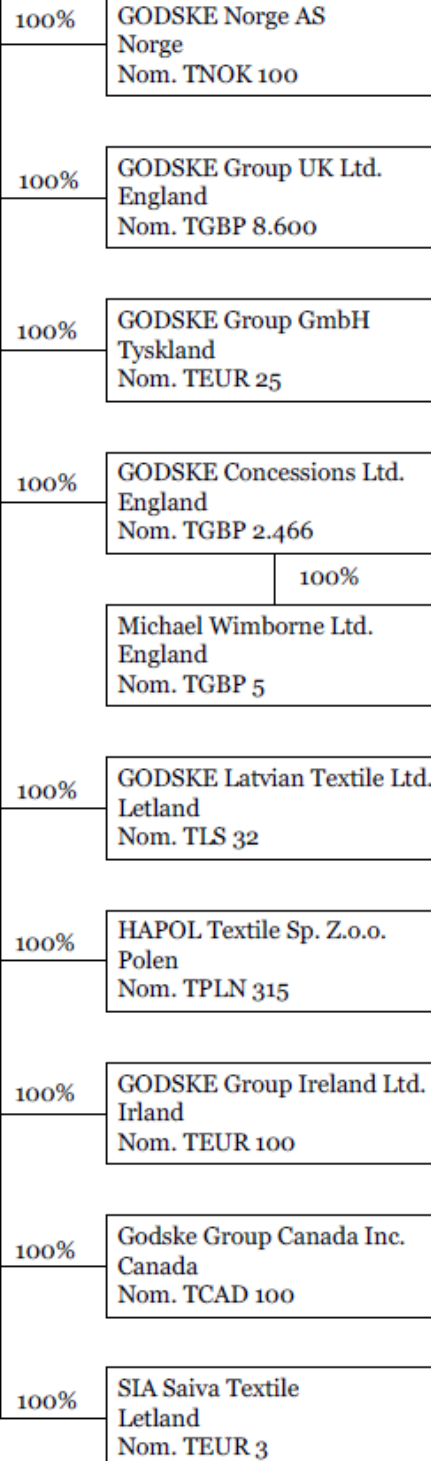 100%
GODSKE Norge AS
Norge
Nom. TNOK 100
100%
GODSKE Group UK Ltd.
England
Nom. TGBP 8.600
100%
GODSKE Group GmbH
Tyskland
Nom. TEUR 25
100%
GODSKE Concessions Ltd.
England
Nom. TGBP 2.466
100%
Michael Wimborne Ltd.
England
Nom. TGBP 5
100%
GODSKE Latvian Textile Ltd.
Letland
Nom. TLS 32
100%
HAPOL Textile Sp. Z.o.o.
Polen
Nom. TPLN 315
100%
GODSKE Group Ireland Ltd.
Irland
Nom. TEUR 100
100%
Godske Group Canada Inc.
Canada
Nom. TCAD 100
100%
SIA Saiva Textile
Letland
Nom. TEUR 3